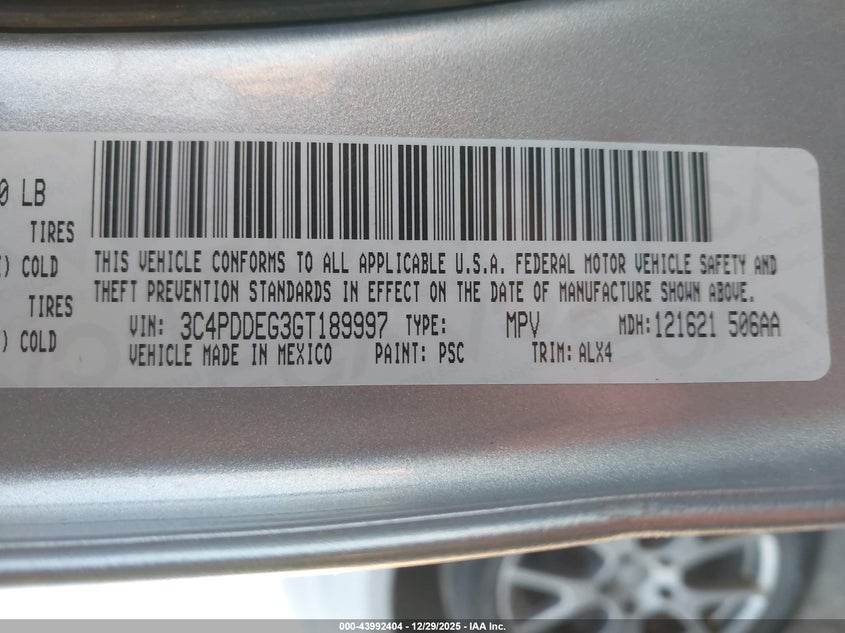 0 LB
TIRES
) COLD
TIRES
) COLD
THIS VEHICLE CONFORMS TO ALL APPLICABLE U.S.A. FEDERAL MOTOR VEHICLE SAFETY AND
THEFT PREVENTION STANDARDS IN EFFECT ON THE DATE OF MANUFACTURE SHOWN ABOVE.
VIN: 3C4PDDEG3GT189997 TYPE: MPV MDH: 121621 506AA
VEHICLE MADE IN MEXICO PAINT: PSC TRIM: ALX4
000-43992404 - 12/29/2025 - IAA Inc.